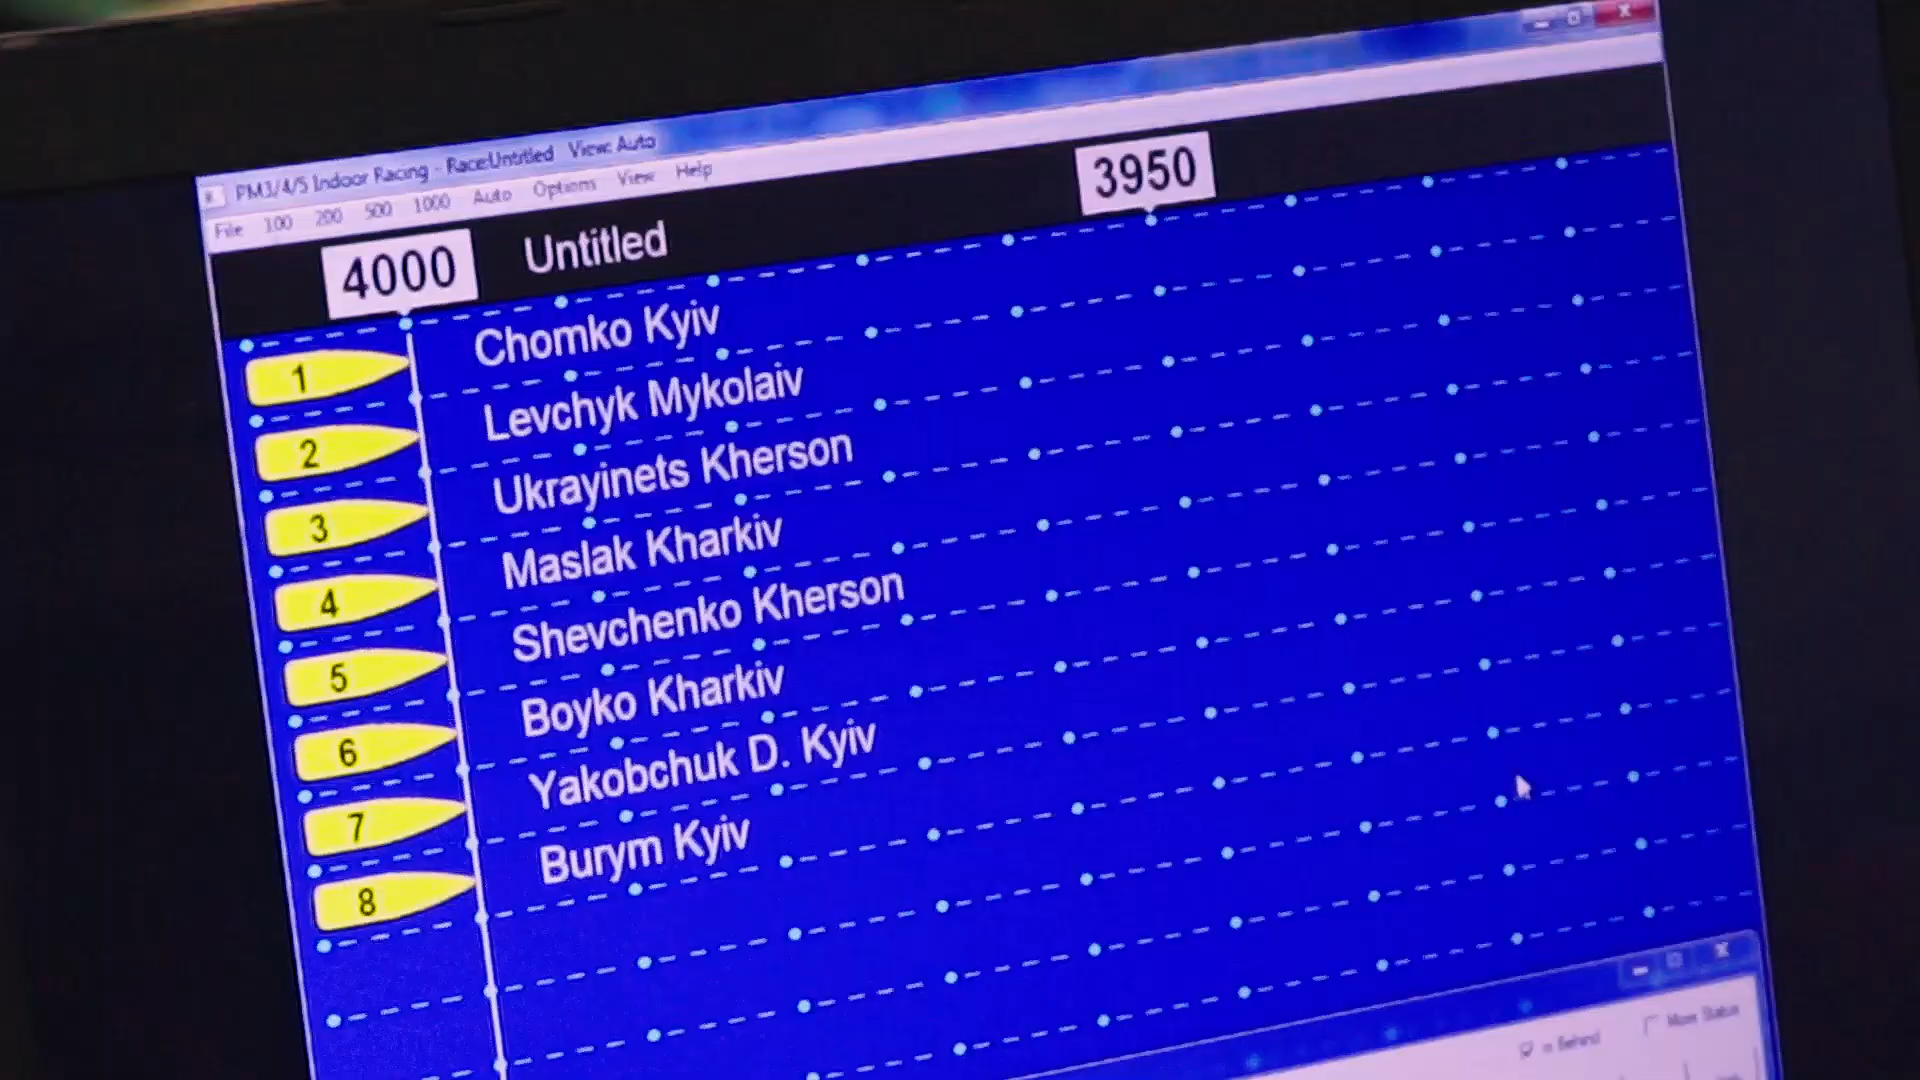 PM3/4/5 Indoor Racing - Race:Untitled View: Auto
File 100 200 500 1000 Auto Options View Help
4000 Untitled 3950
1 Chomko Kyiv
2 Levchyk Mykolaiv
3 Ukrayinets Kherson
4 Maslak Kharkiv
5 Shevchenko Kherson
6 Boyko Kharkiv
7 Yakobchuk D. Kyiv
8 Burym Kyiv